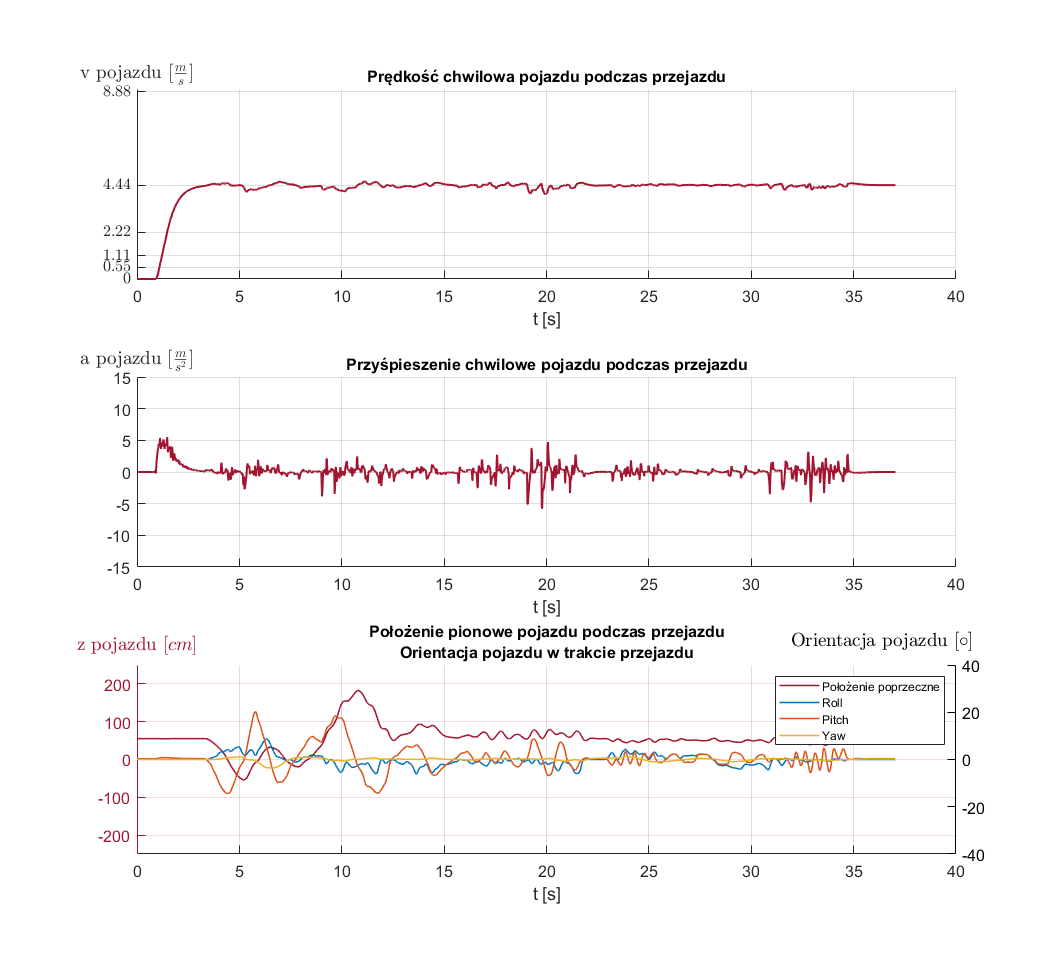 v pojazdu [m/s]
Prędkość chwilowa pojazdu podczas przejazdu
8.88
4.44
2.22
1.11
0.55
0
0 5 10 15 20 25 30 35 40
t [s]
a pojazdu [m/s²]
Przyśpieszenie chwilowe pojazdu podczas przejazdu
15
10
5
0
-5
-10
-15
0 5 10 15 20 25 30 35 40
t [s]
z pojazdu [cm]
Położenie pionowe pojazdu podczas przejazdu
Orientacja pojazdu w trakcie przejazdu
Orientacja pojazdu [∘]
200
100
0
-100
-200
Położenie poprzeczne
Roll
Pitch
Yaw
40
20
0
-20
-40
0 5 10 15 20 25 30 35 40
t [s]